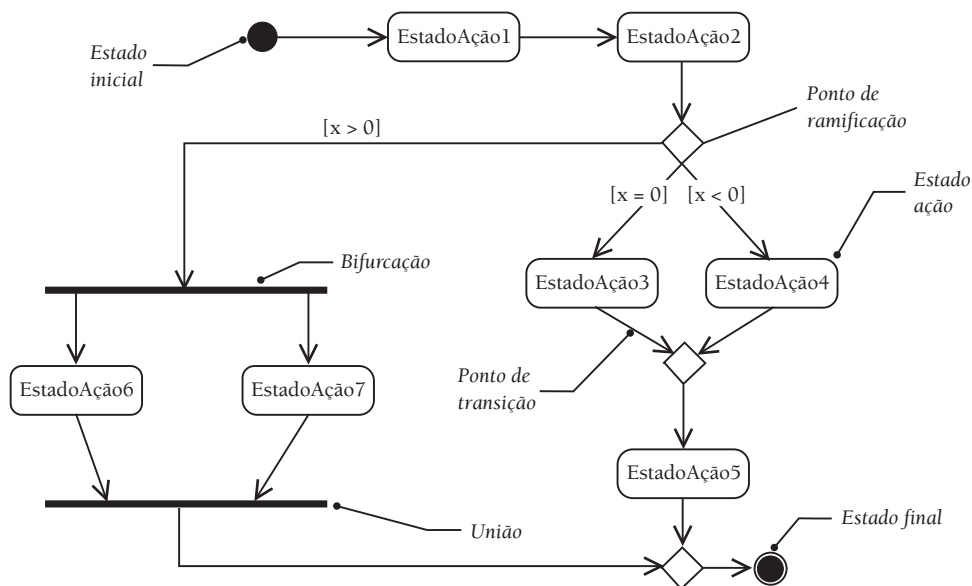 Estado
inicial
EstadoAção1
EstadoAção2
Ponto de
ramificação
[x > 0]
[x = 0]
[x < 0]
Estado
ação
Bifurcação
EstadoAção3
EstadoAção4
EstadoAção6
EstadoAção7
Ponto de
transição
EstadoAção5
União
Estado final